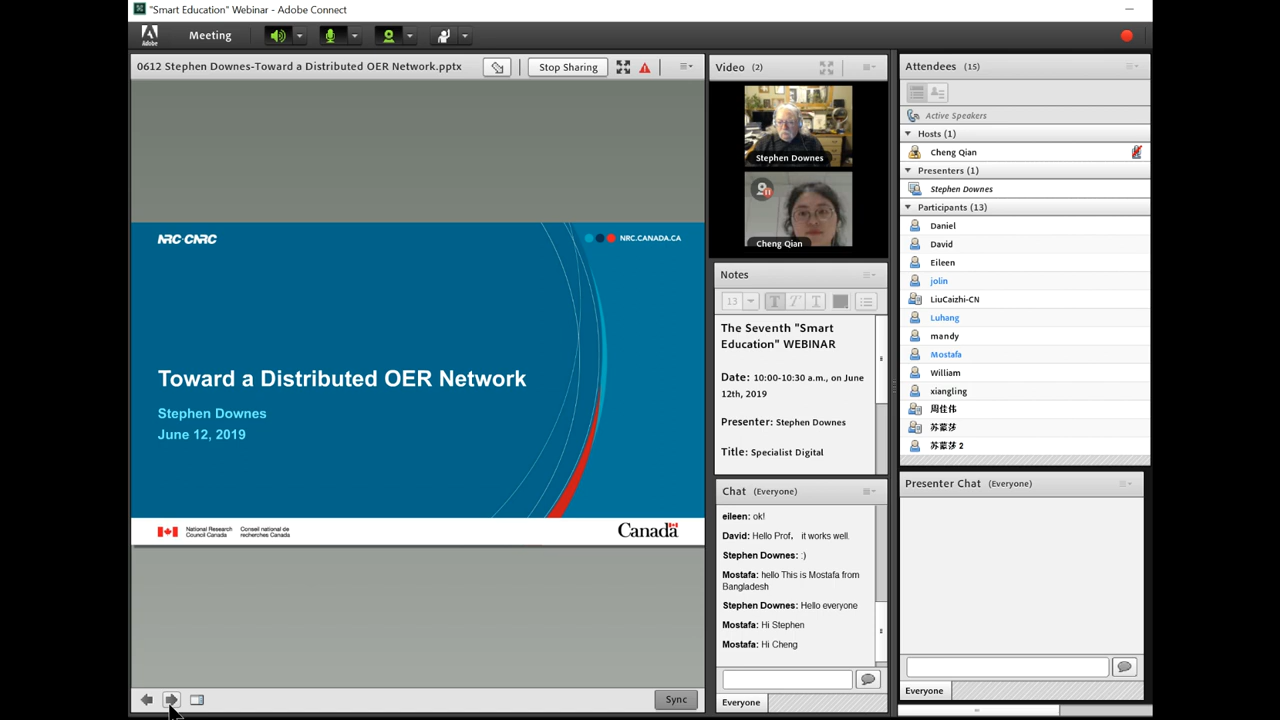 "Smart Education" Webinar - Adobe Connect
Adobe
Meeting
0612 Stephen Downes-Toward a Distributed OER Network.pptx
Stop Sharing
NRC·CNRC
NRC.CANADA.CA
Toward a Distributed OER Network
Stephen Downes
June 12, 2019
National Research Council Canada
Conseil national de recherches Canada
Canada
Sync
Video (2)
Stephen Downes
Cheng Qian
Notes
13
The Seventh "Smart
Education" WEBINAR
Date: 10:00-10:30 a.m., on June
12th, 2019
Presenter: Stephen Downes
Title: Specialist Digital
Chat (Everyone)
eileen: ok!
David: Hello Prof， it works well.
Stephen Downes: :)
Mostafa: hello This is Mostafa from
Bangladesh
Stephen Downes: Hello everyone
Mostafa: Hi Stephen
Mostafa: Hi Cheng
Everyone
Attendees (15)
Active Speakers
Hosts (1)
Cheng Qian
Presenters (1)
Stephen Downes
Participants (13)
Daniel
David
Eileen
jolin
LiuCaizhi-CN
Luhang
mandy
Mostafa
William
xiangling
周佳伟
苏蒙莎
苏蒙莎 2
Presenter Chat (Everyone)
Everyone